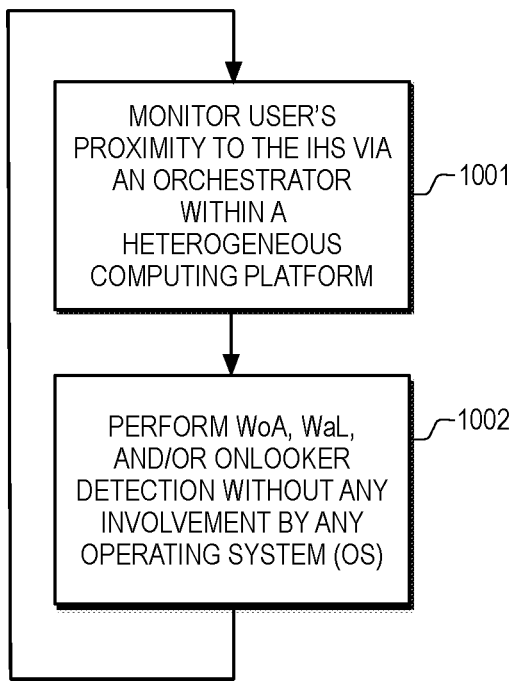 MONITOR USER'S
PROXIMITY TO THE IHS VIA
AN ORCHESTRATOR
WITHIN A
HETEROGENEOUS
COMPUTING PLATFORM
1001
PERFORM WoA, WaL,
AND/OR ONLOOKER
DETECTION WITHOUT ANY
INVOLVEMENT BY ANY
OPERATING SYSTEM (OS)
1002